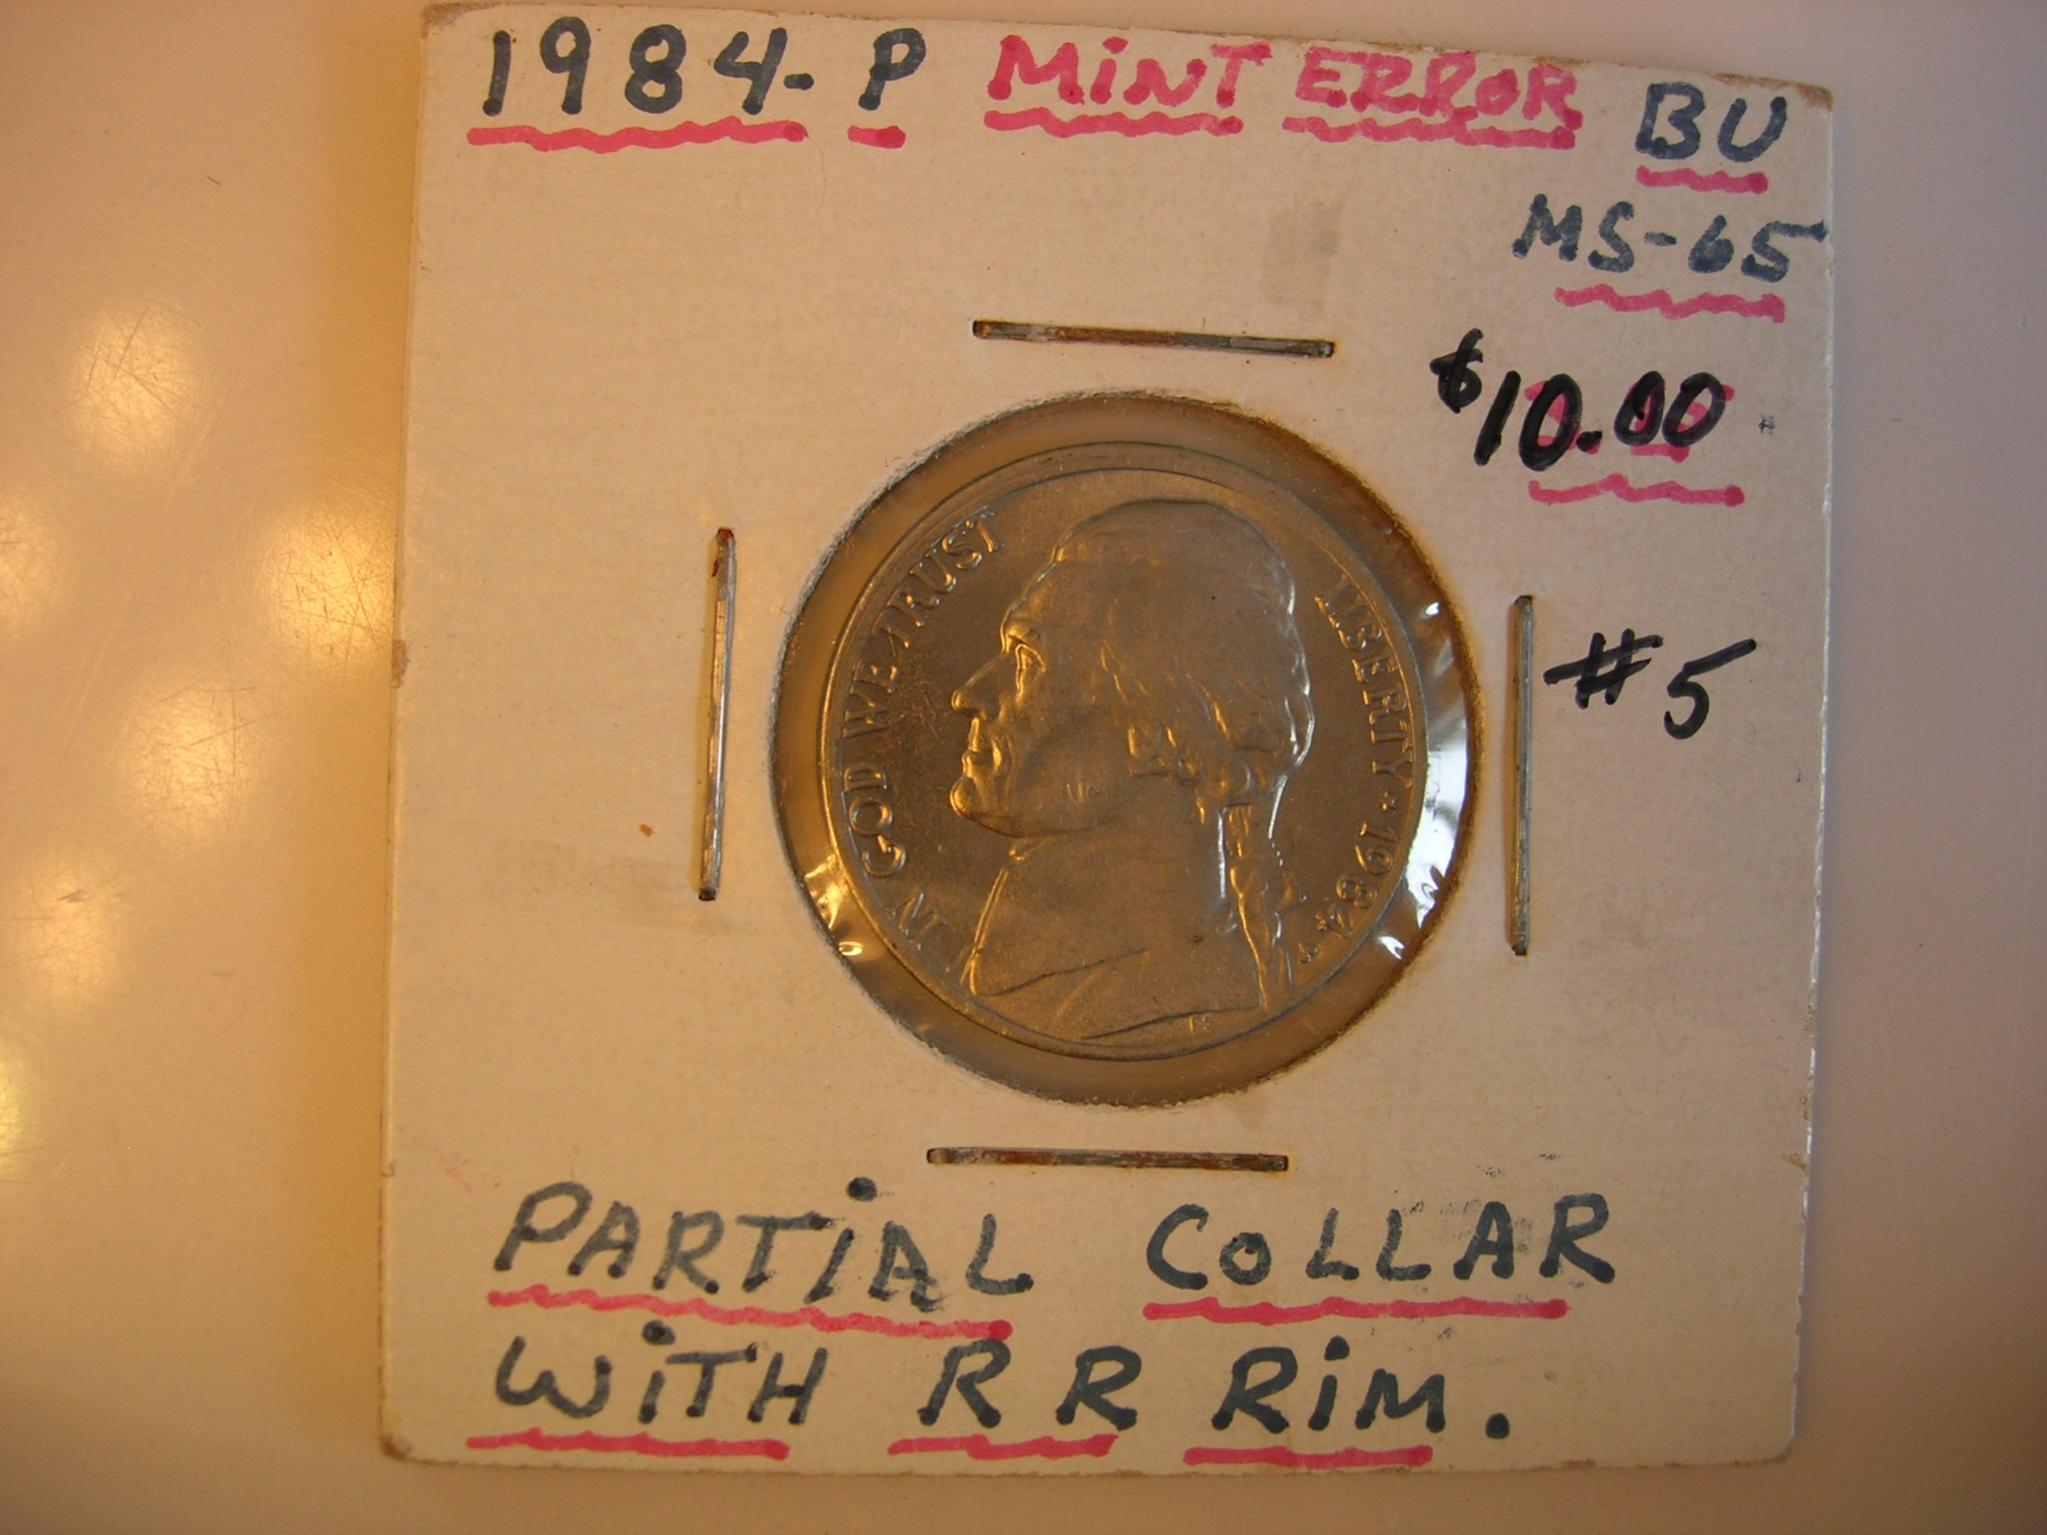 1984-P MiNT ERROR BU
MS-65
$10.00
#5
IN GOD WE TRUST
LIBERTY * 1984
P
FS
PARTiAL COLLAR
WiTH RR RiM.